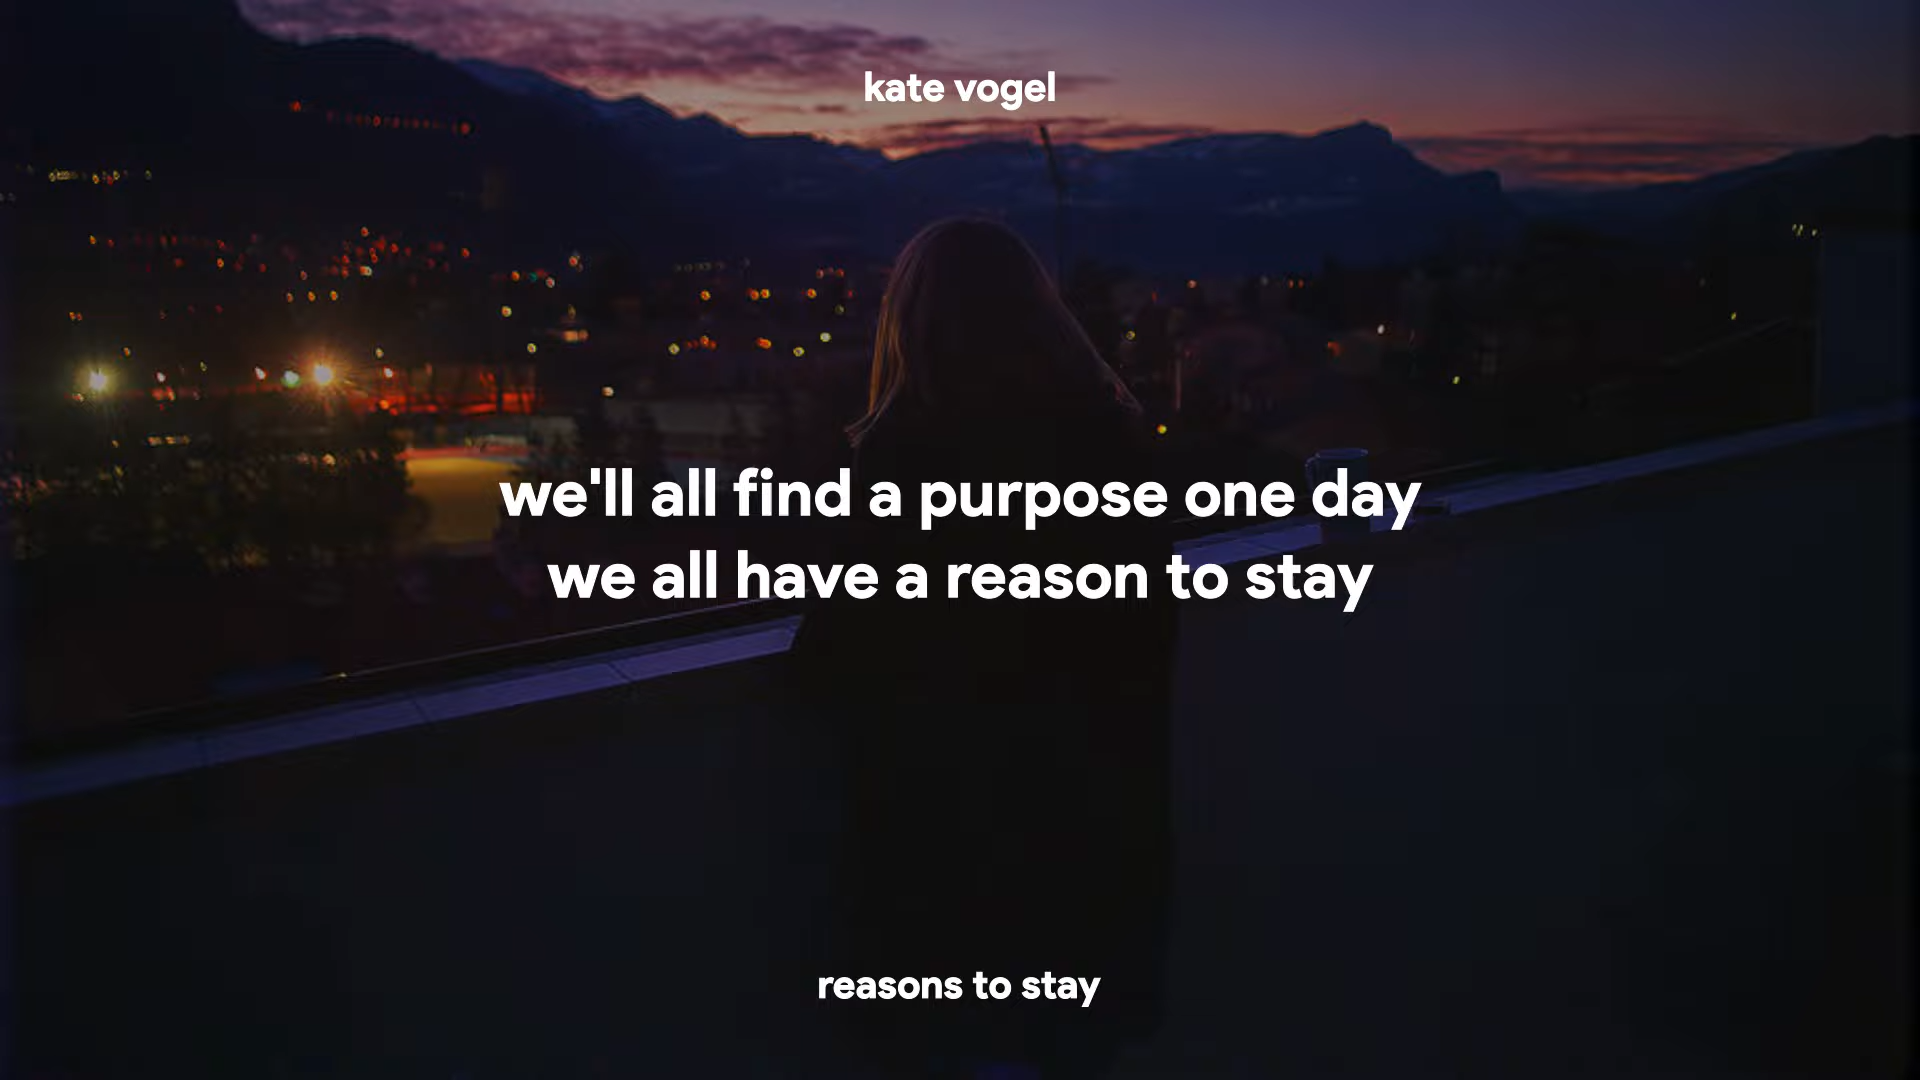 kate vogel
we'll all find a purpose one day
we all have a reason to stay
reasons to stay